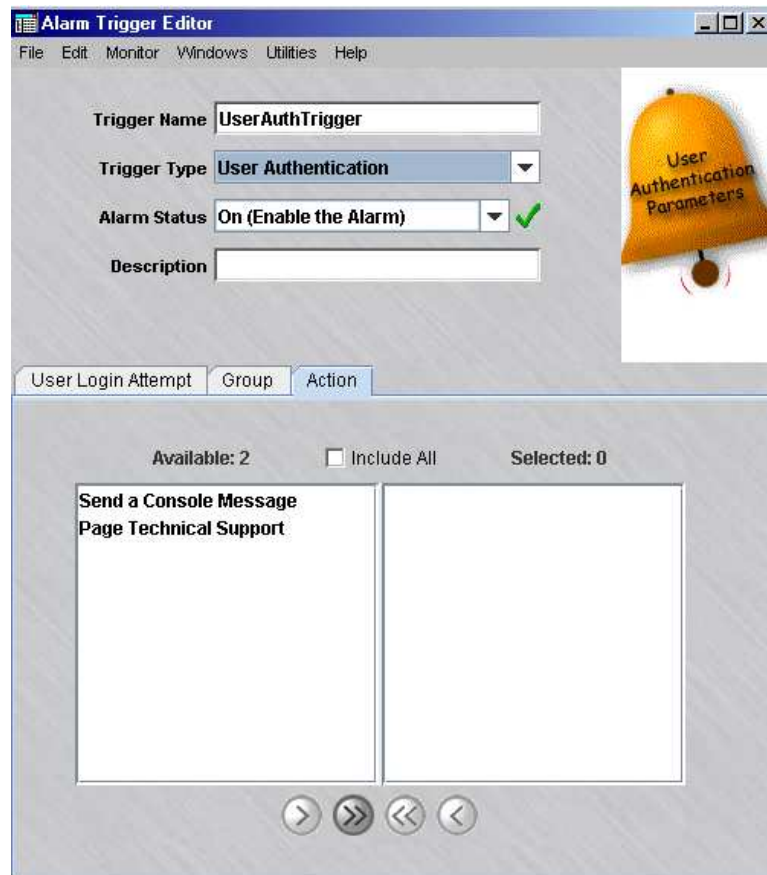 Alarm Trigger Editor
File Edit Monitor Windows Utilities Help
Trigger Name UserAuthTrigger
Trigger Type User Authentication
Alarm Status On (Enable the Alarm)
Description
User
Authentication
Parameters
User Login Attempt Group Action
Available: 2 Include All Selected: 0
Send a Console Message
Page Technical Support